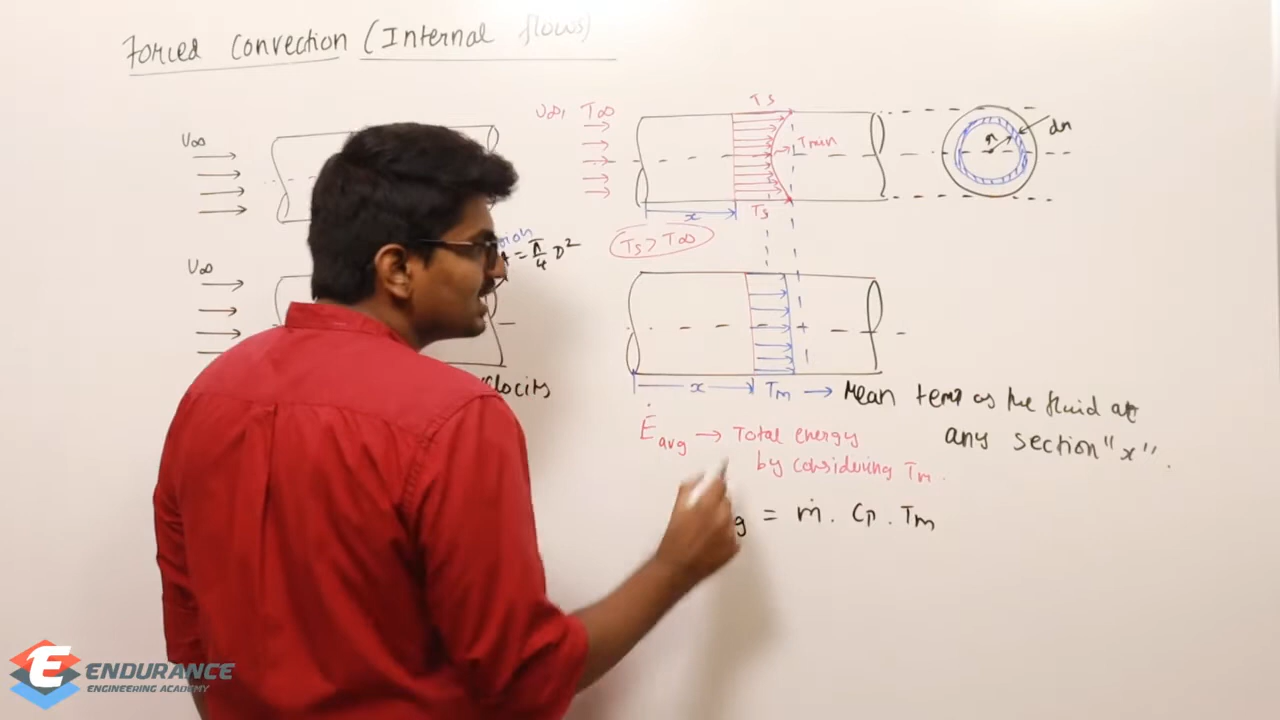 Forced Convection (Internal flows)
U∞
U∞, T∞
Ts
Tmin
r
dr
x
Ts
Ts > T∞
= π/4 D²
U∞
x
Tm → Mean temp of the fluid at
any section "x".
Ėavg → Total energy
by considering Tm.
= ṁ. Cp. Tm
ENDURANCE
ENGINEERING ACADEMY